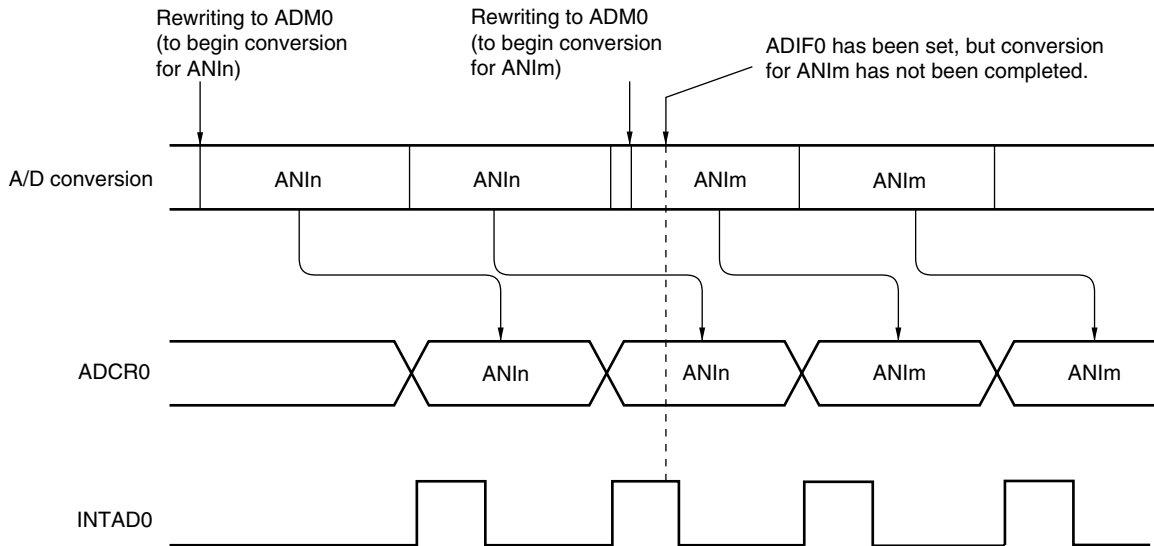 Rewriting to ADM0
(to begin conversion
for ANIn)
Rewriting to ADM0
(to begin conversion
for ANIm)
ADIF0 has been set, but conversion
for ANIm has not been completed.
A/D conversion
ANIn
ANIn
ANIm
ANIm
ADCR0
ANIn
ANIn
ANIm
ANIm
INTAD0